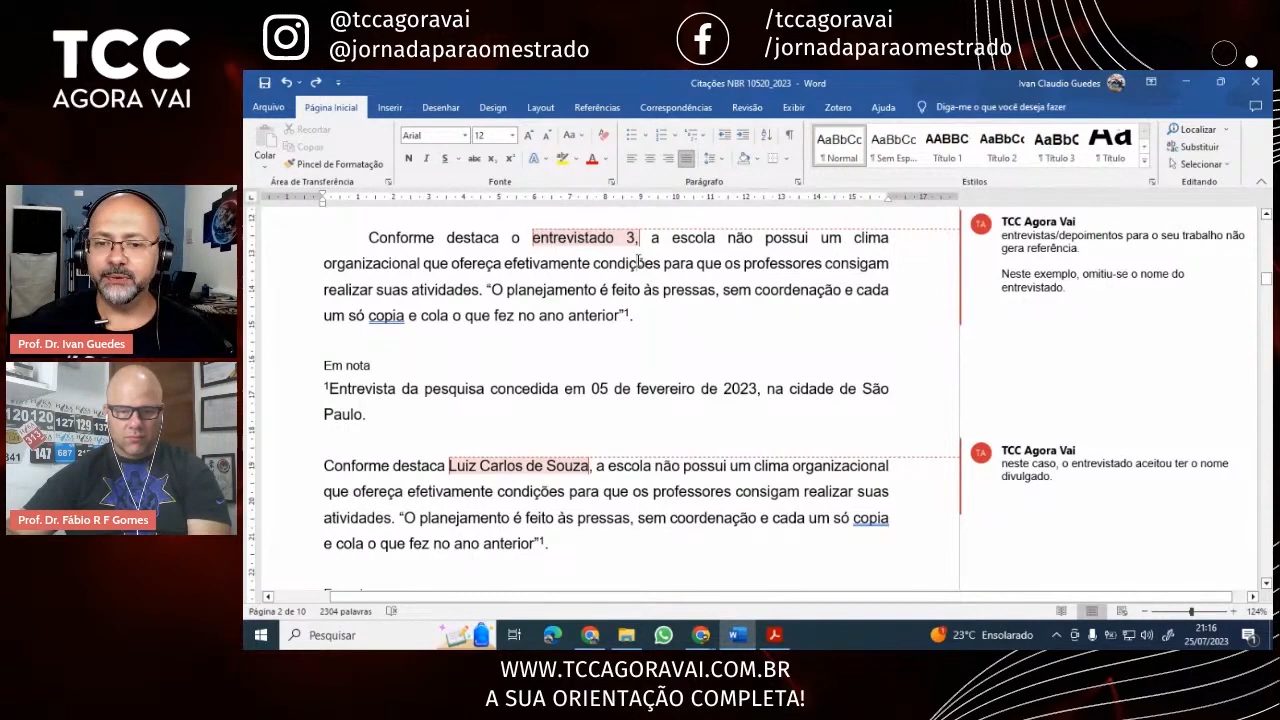 TCC
AGORA VAI
@tccagoravai
@jornadaparaomestrado
/tccagoravai
/jornadaparaomestrado
Citações NBR 10520_2023 - Word
Ivan Claudio Guedes
Arquivo Página Inicial Inserir Desenhar Design Layout Referências Correspondências Revisão Exibir Zotero Ajuda Diga-me o que você deseja fazer
Colar
Recortar
Copiar
Pincel de Formatação
Área de Transferência
Arial 12
Fonte
Parágrafo
AaBbCc AaBbCc AABBC AaBbCc AaBbC AaB
¶ Normal ¶ Sem Esp... Título 1 Título 2 ¶ Título 3 ¶ Título
Estilos
Localizar
Substituir
Selecionar
Editando
Conforme destaca o entrevistado 3, a escola não possui um clima
organizacional que ofereça efetivamente condições para que os professores consigam
realizar suas atividades. “O planejamento é feito às pressas, sem coordenação e cada
um só copia e cola o que fez no ano anterior”¹.
Em nota
¹Entrevista da pesquisa concedida em 05 de fevereiro de 2023, na cidade de São
Paulo.
Conforme destaca Luiz Carlos de Souza, a escola não possui um clima organizacional
que ofereça efetivamente condições para que os professores consigam realizar suas
atividades. “O planejamento é feito às pressas, sem coordenação e cada um só copia
e cola o que fez no ano anterior”¹.
TA
TCC Agora Vai
entrevistas/depoimentos para o seu trabalho não
gera referência.
Neste exemplo, omitiu-se o nome do
entrevistado.
TA
TCC Agora Vai
neste caso, o entrevistado aceitou ter o nome
divulgado.
Prof. Dr. Ivan Guedes
Prof. Dr. Fábio R F Gomes
Página 2 de 10 2304 palavras
124%
Pesquisar
23°C Ensolarado
21:16
25/07/2023
WWW.TCCAGORAVAI.COM.BR
A SUA ORIENTAÇÃO COMPLETA!